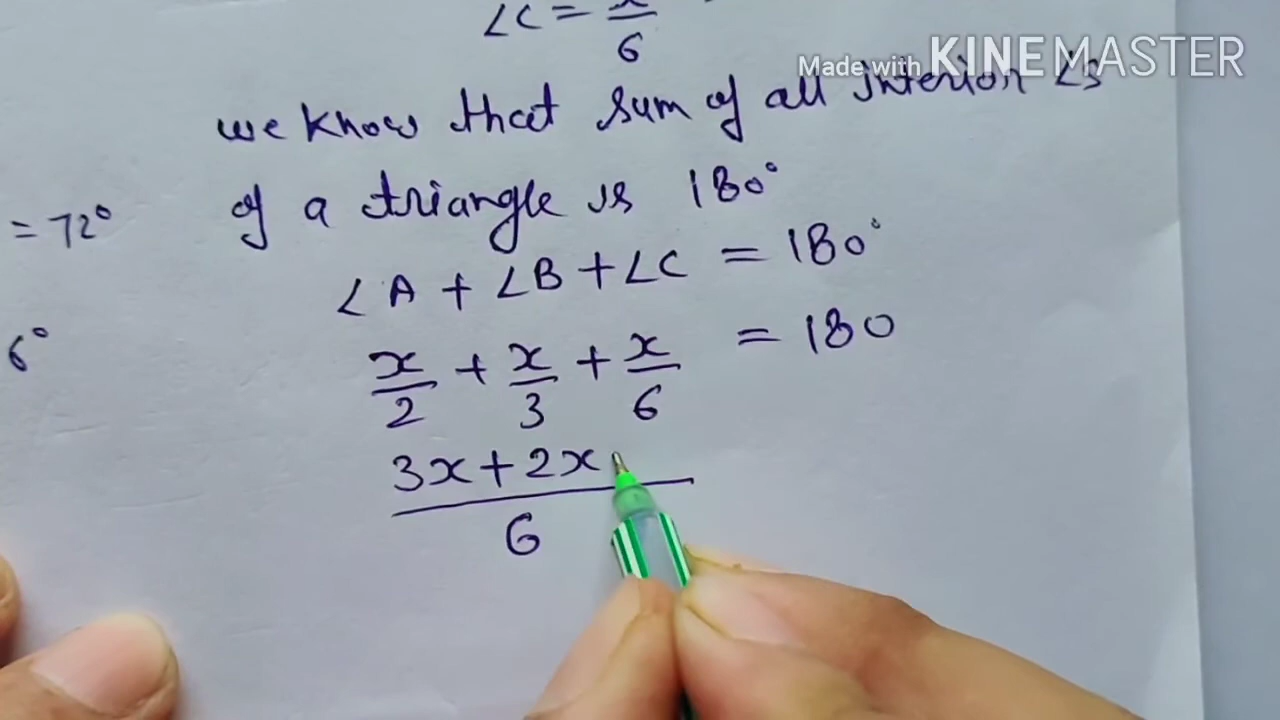 ∠C = x/6
Made with KINEMASTER
we know that sum of all interior ∠s
of a triangle is 180°
= 72°
∠A + ∠B + ∠C = 180°
x/2 + x/3 + x/6 = 180
6°
3x + 2x
6